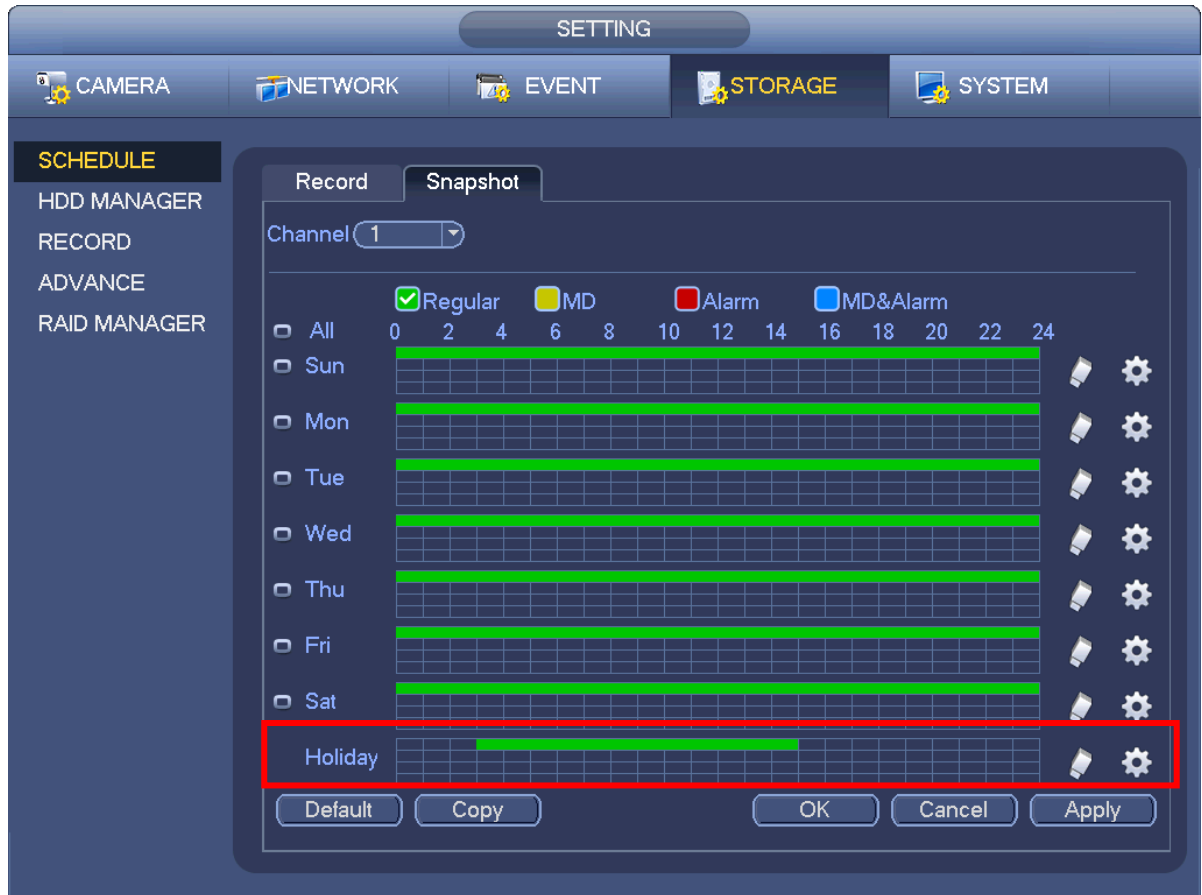 SETTING
CAMERA NETWORK EVENT STORAGE SYSTEM
SCHEDULE
HDD MANAGER
RECORD
ADVANCE
RAID MANAGER
Record Snapshot
Channel 1
Regular MD Alarm MD&Alarm
All 0 2 4 6 8 10 12 14 16 18 20 22 24
Sun
Mon
Tue
Wed
Thu
Fri
Sat
Holiday
Default Copy OK Cancel Apply